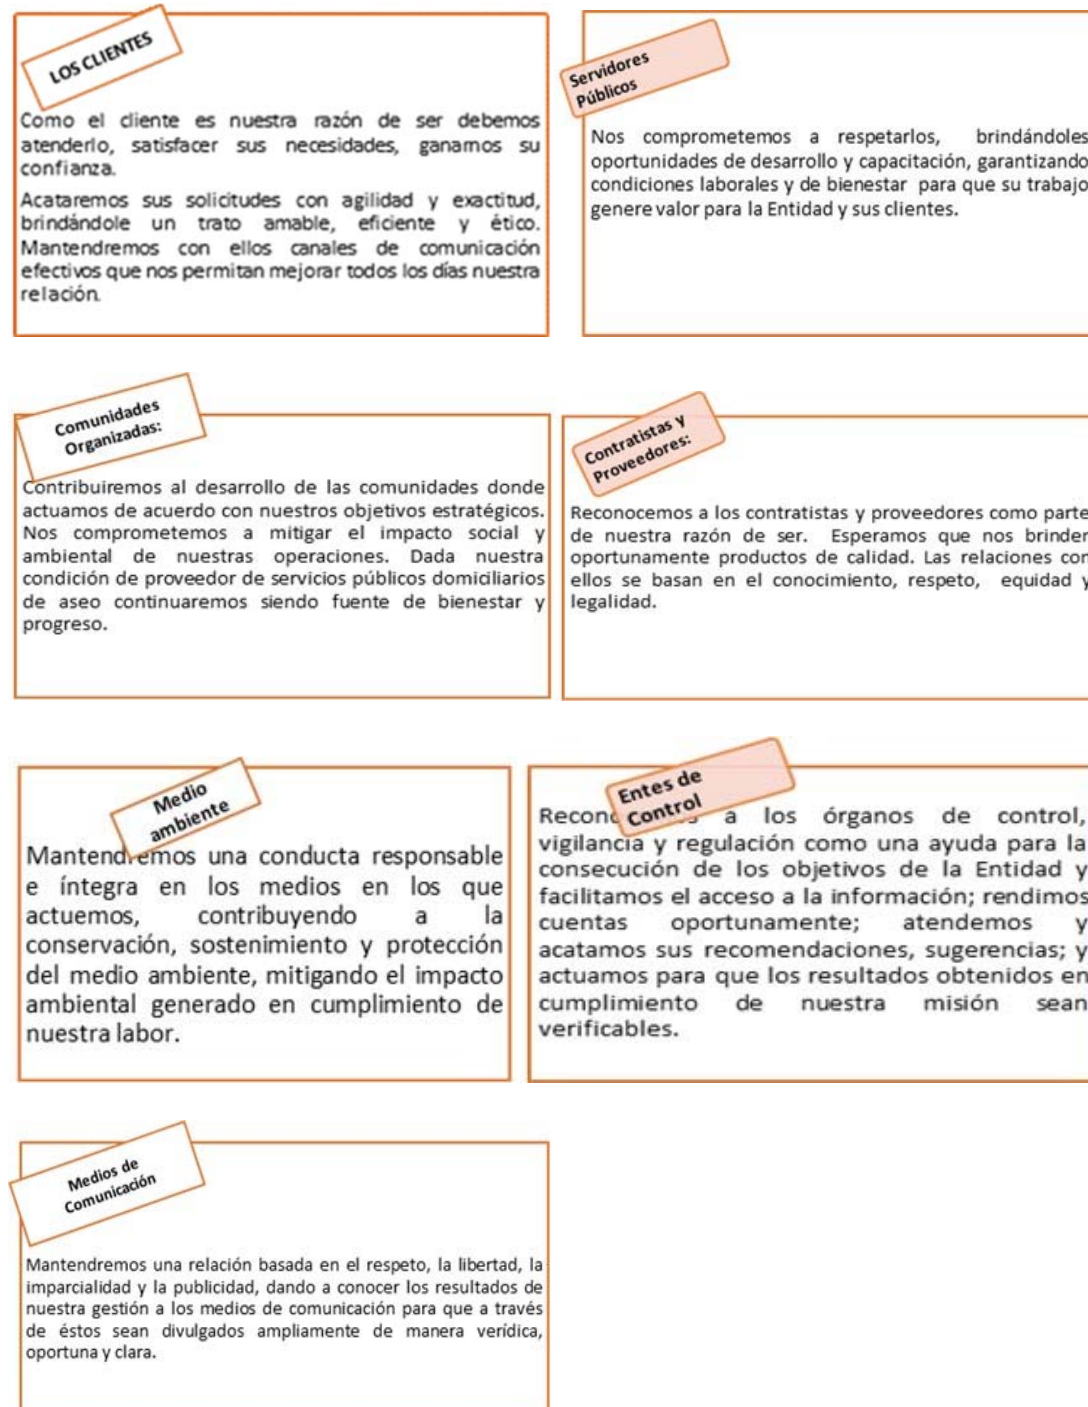 LOS CLIENTES
Como el cliente es nuestra razón de ser debemos
atenderlo, satisfacer sus necesidades, ganarnos su
confianza.
Acataremos sus solicitudes con agilidad y exactitud,
brindándole un trato amable, eficiente y ético.
Mantendremos con ellos canales de comunicación
efectivos que nos permitan mejorar todos los días nuestra
relación.
Servidores
Públicos
Nos comprometemos a respetarlos, brindándoles
oportunidades de desarrollo y capacitación, garantizando
condiciones laborales y de bienestar para que su trabajo
genere valor para la Entidad y sus clientes.
Comunidades
Organizadas:
Contribuiremos al desarrollo de las comunidades donde
actuamos de acuerdo con nuestros objetivos estratégicos.
Nos comprometemos a mitigar el impacto social y
ambiental de nuestras operaciones. Dada nuestra
condición de proveedor de servicios públicos domiciliarios
de aseo continuaremos siendo fuente de bienestar y
progreso.
Contratistas y
Proveedores:
Reconocemos a los contratistas y proveedores como parte
de nuestra razón de ser. Esperamos que nos brinden
oportunamente productos de calidad. Las relaciones con
ellos se basan en el conocimiento, respeto, equidad y
legalidad.
Medio
ambiente
Mantendremos una conducta responsable
e íntegra en los medios en los que
actuemos, contribuyendo a la
conservación, sostenimiento y protección
del medio ambiente, mitigando el impacto
ambiental generado en cumplimiento de
nuestra labor.
Entes de
Control
a los órganos de control,
vigilancia y regulación como una ayuda para la
consecución de los objetivos de la Entidad y
facilitamos el acceso a la información; rendimos
cuentas oportunamente; atendemos y
acatamos sus recomendaciones, sugerencias; y
actuamos para que los resultados obtenidos en
cumplimiento de nuestra misión sean
verificables.
Medios de
Comunicación
Mantendremos una relación basada en el respeto, la libertad, la
imparcialidad y la publicidad, dando a conocer los resultados de
nuestra gestión a los medios de comunicación para que a través
de éstos sean divulgados ampliamente de manera verídica,
oportuna y clara.